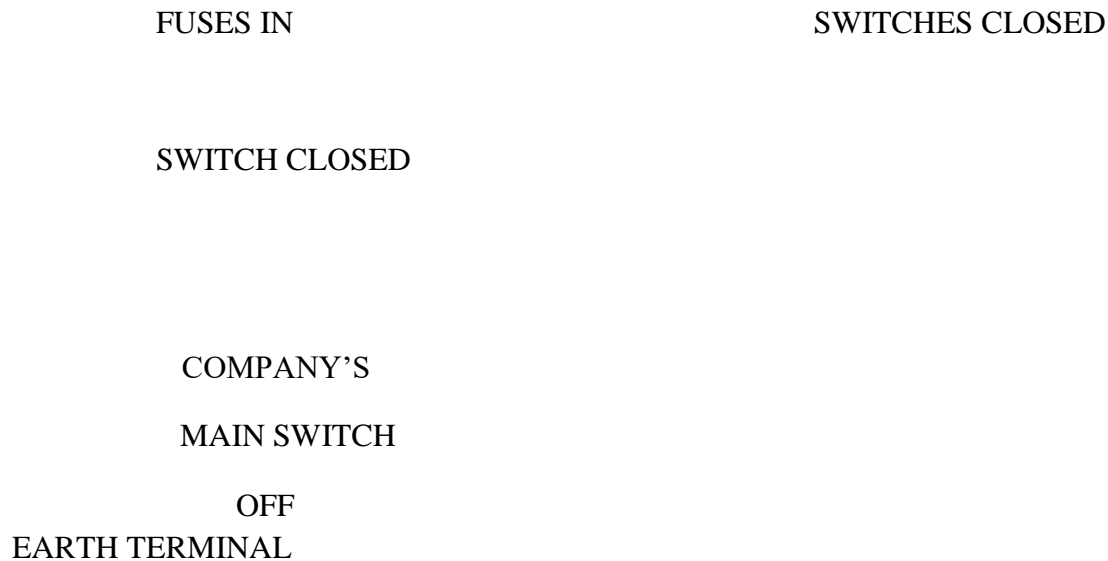 FUSES IN SWITCHES CLOSED
SWITCH CLOSED
COMPANY’S
MAIN SWITCH
OFF
EARTH TERMINAL